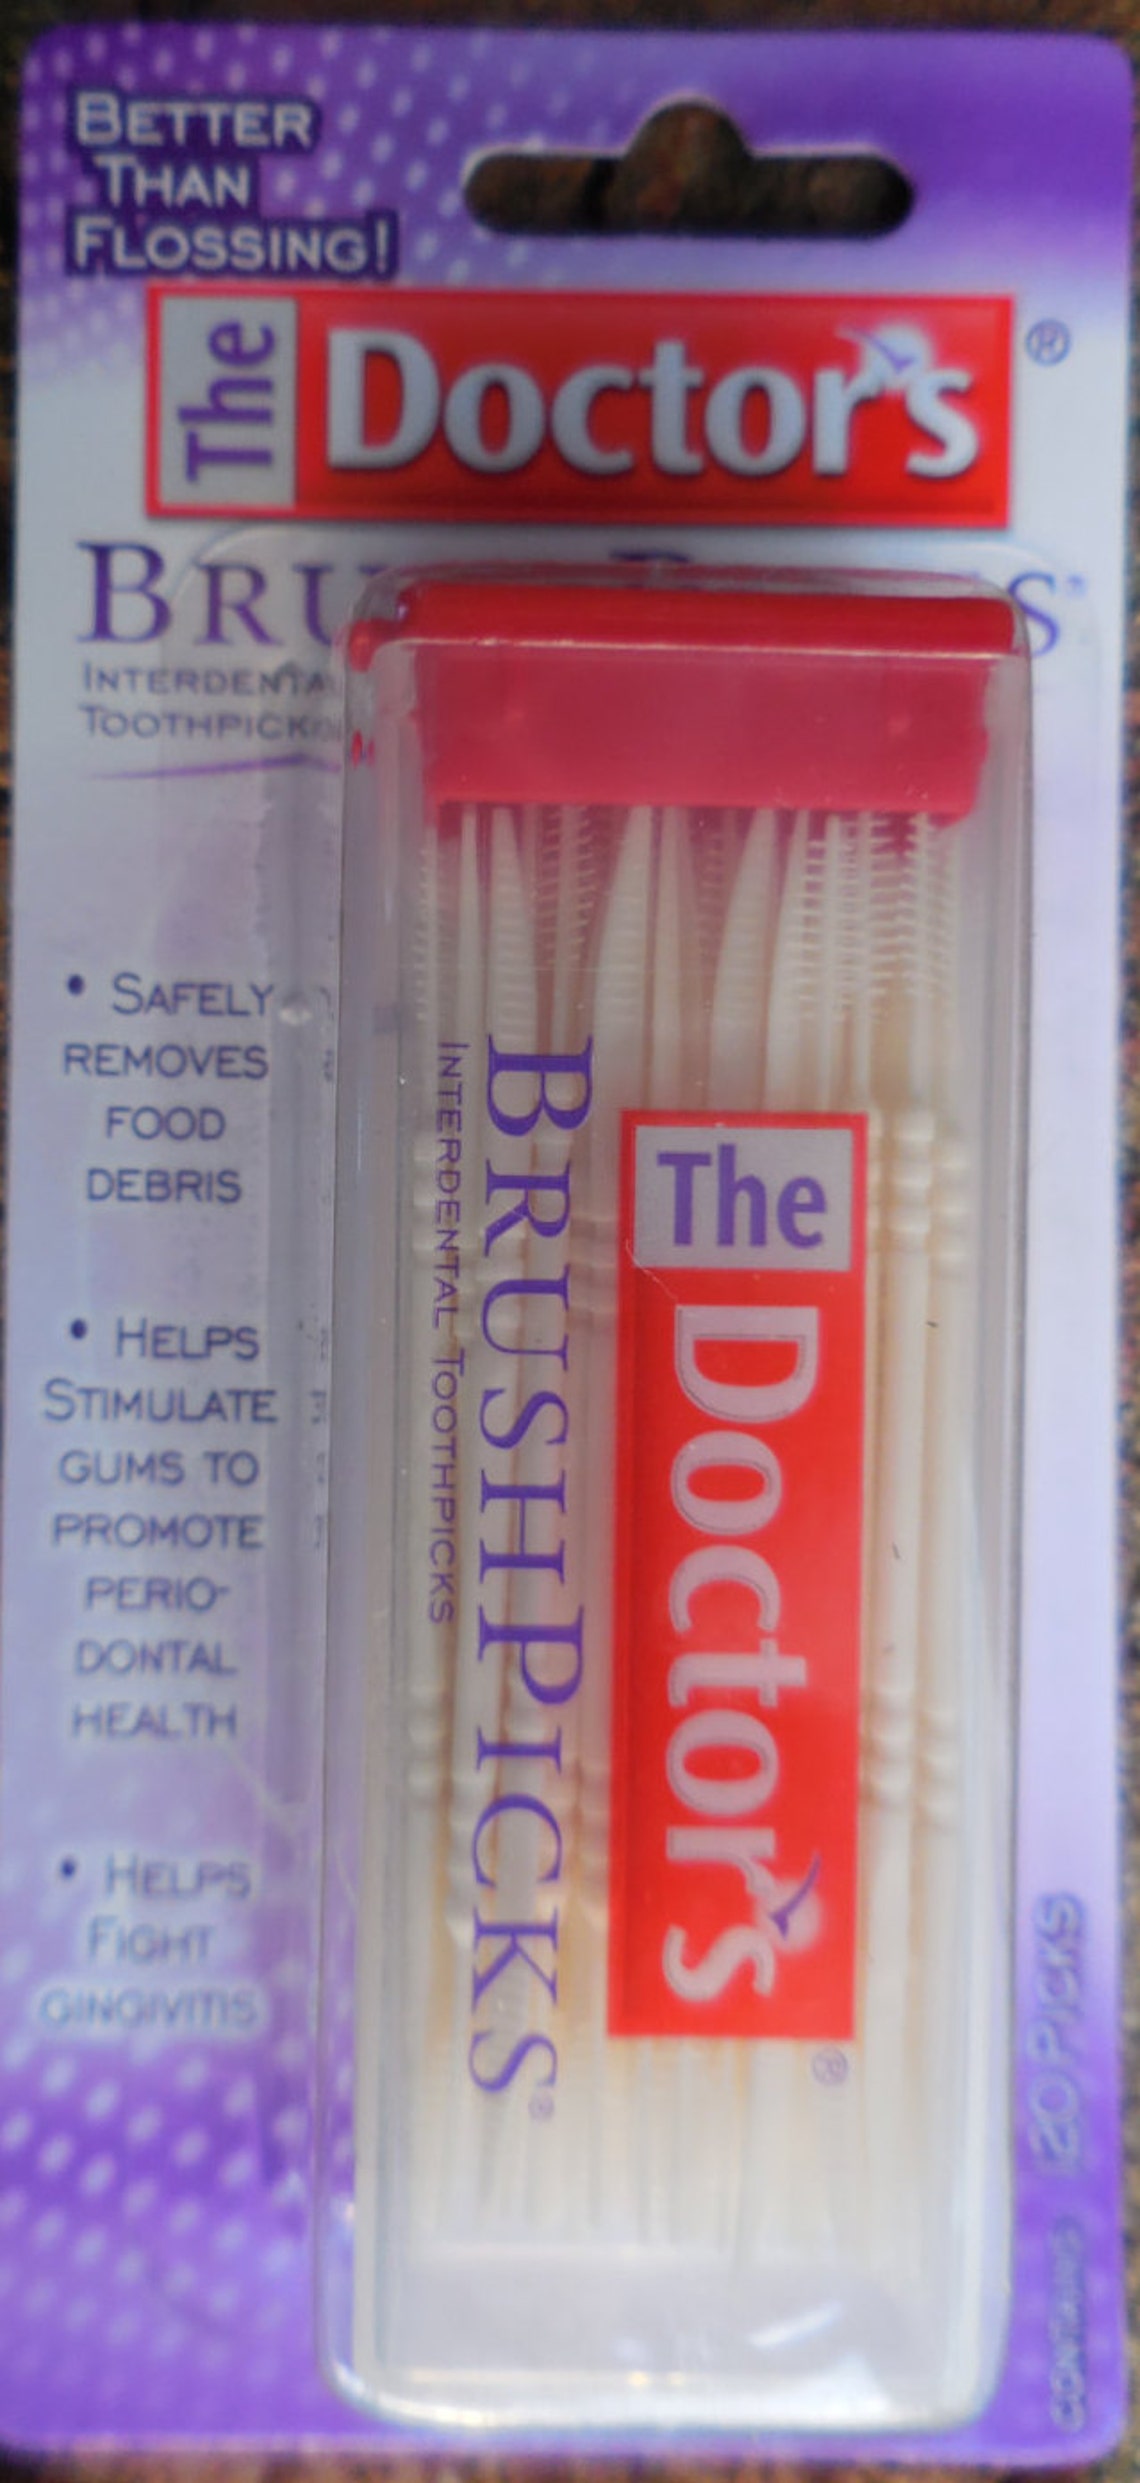 BETTER
THAN
FLOSSING!
The Doctor's ®
BRU
S®
INTERDENTA
TOOTHPICK
• SAFELY
REMOVES
FOOD
DEBRIS
• HELPS
STIMULATE
GUMS TO
PROMOTE
PERIO-
DONTAL
HEALTH
• HELPS
FIGHT
GINGIVITIS
The Doctor's ®
BRUSHPICKS®
INTERDENTAL TOOTHPICKS
CONTAINS 20 PICKS